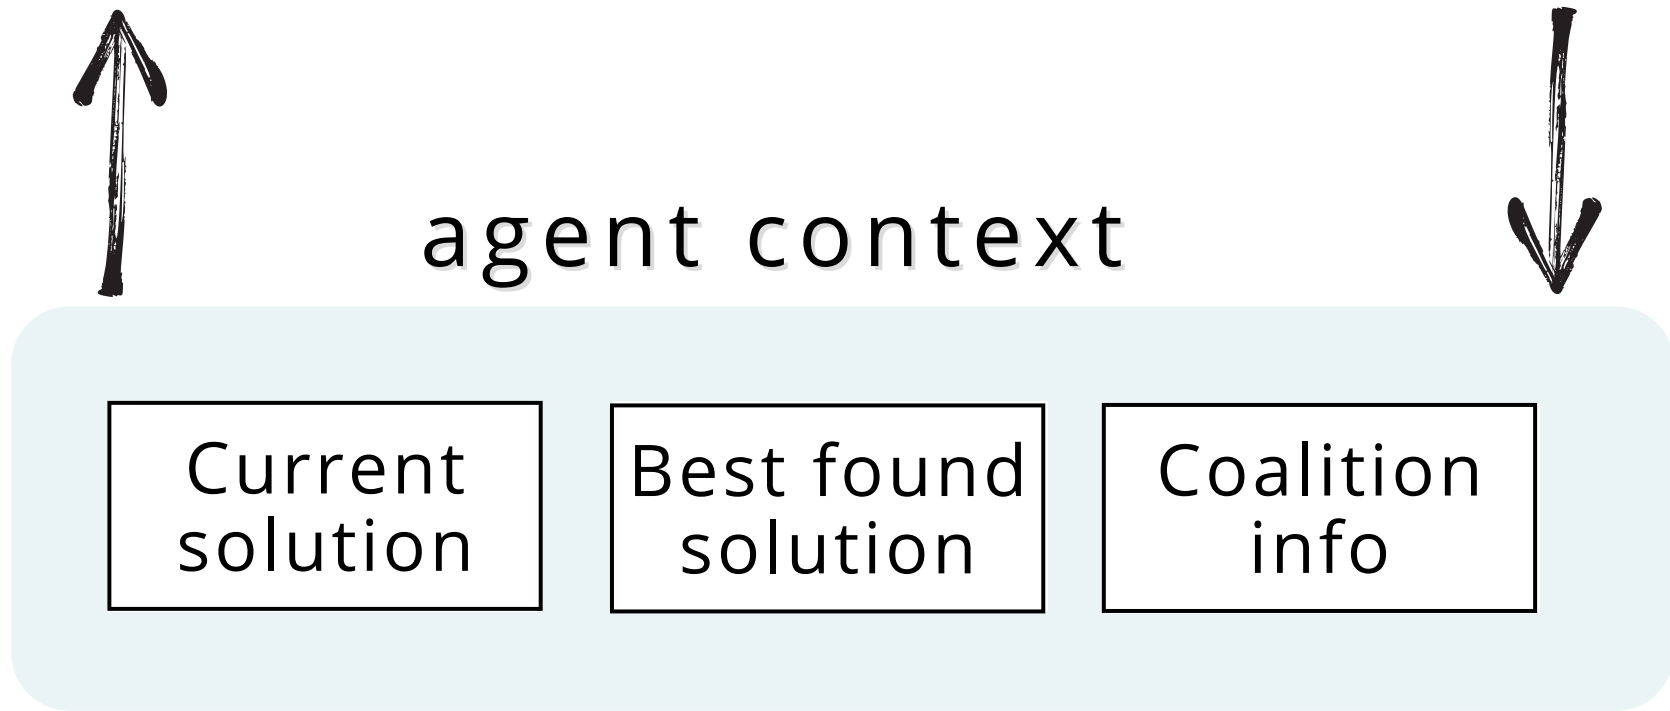 agent context
Current
solution
Best found
solution
Coalition
info